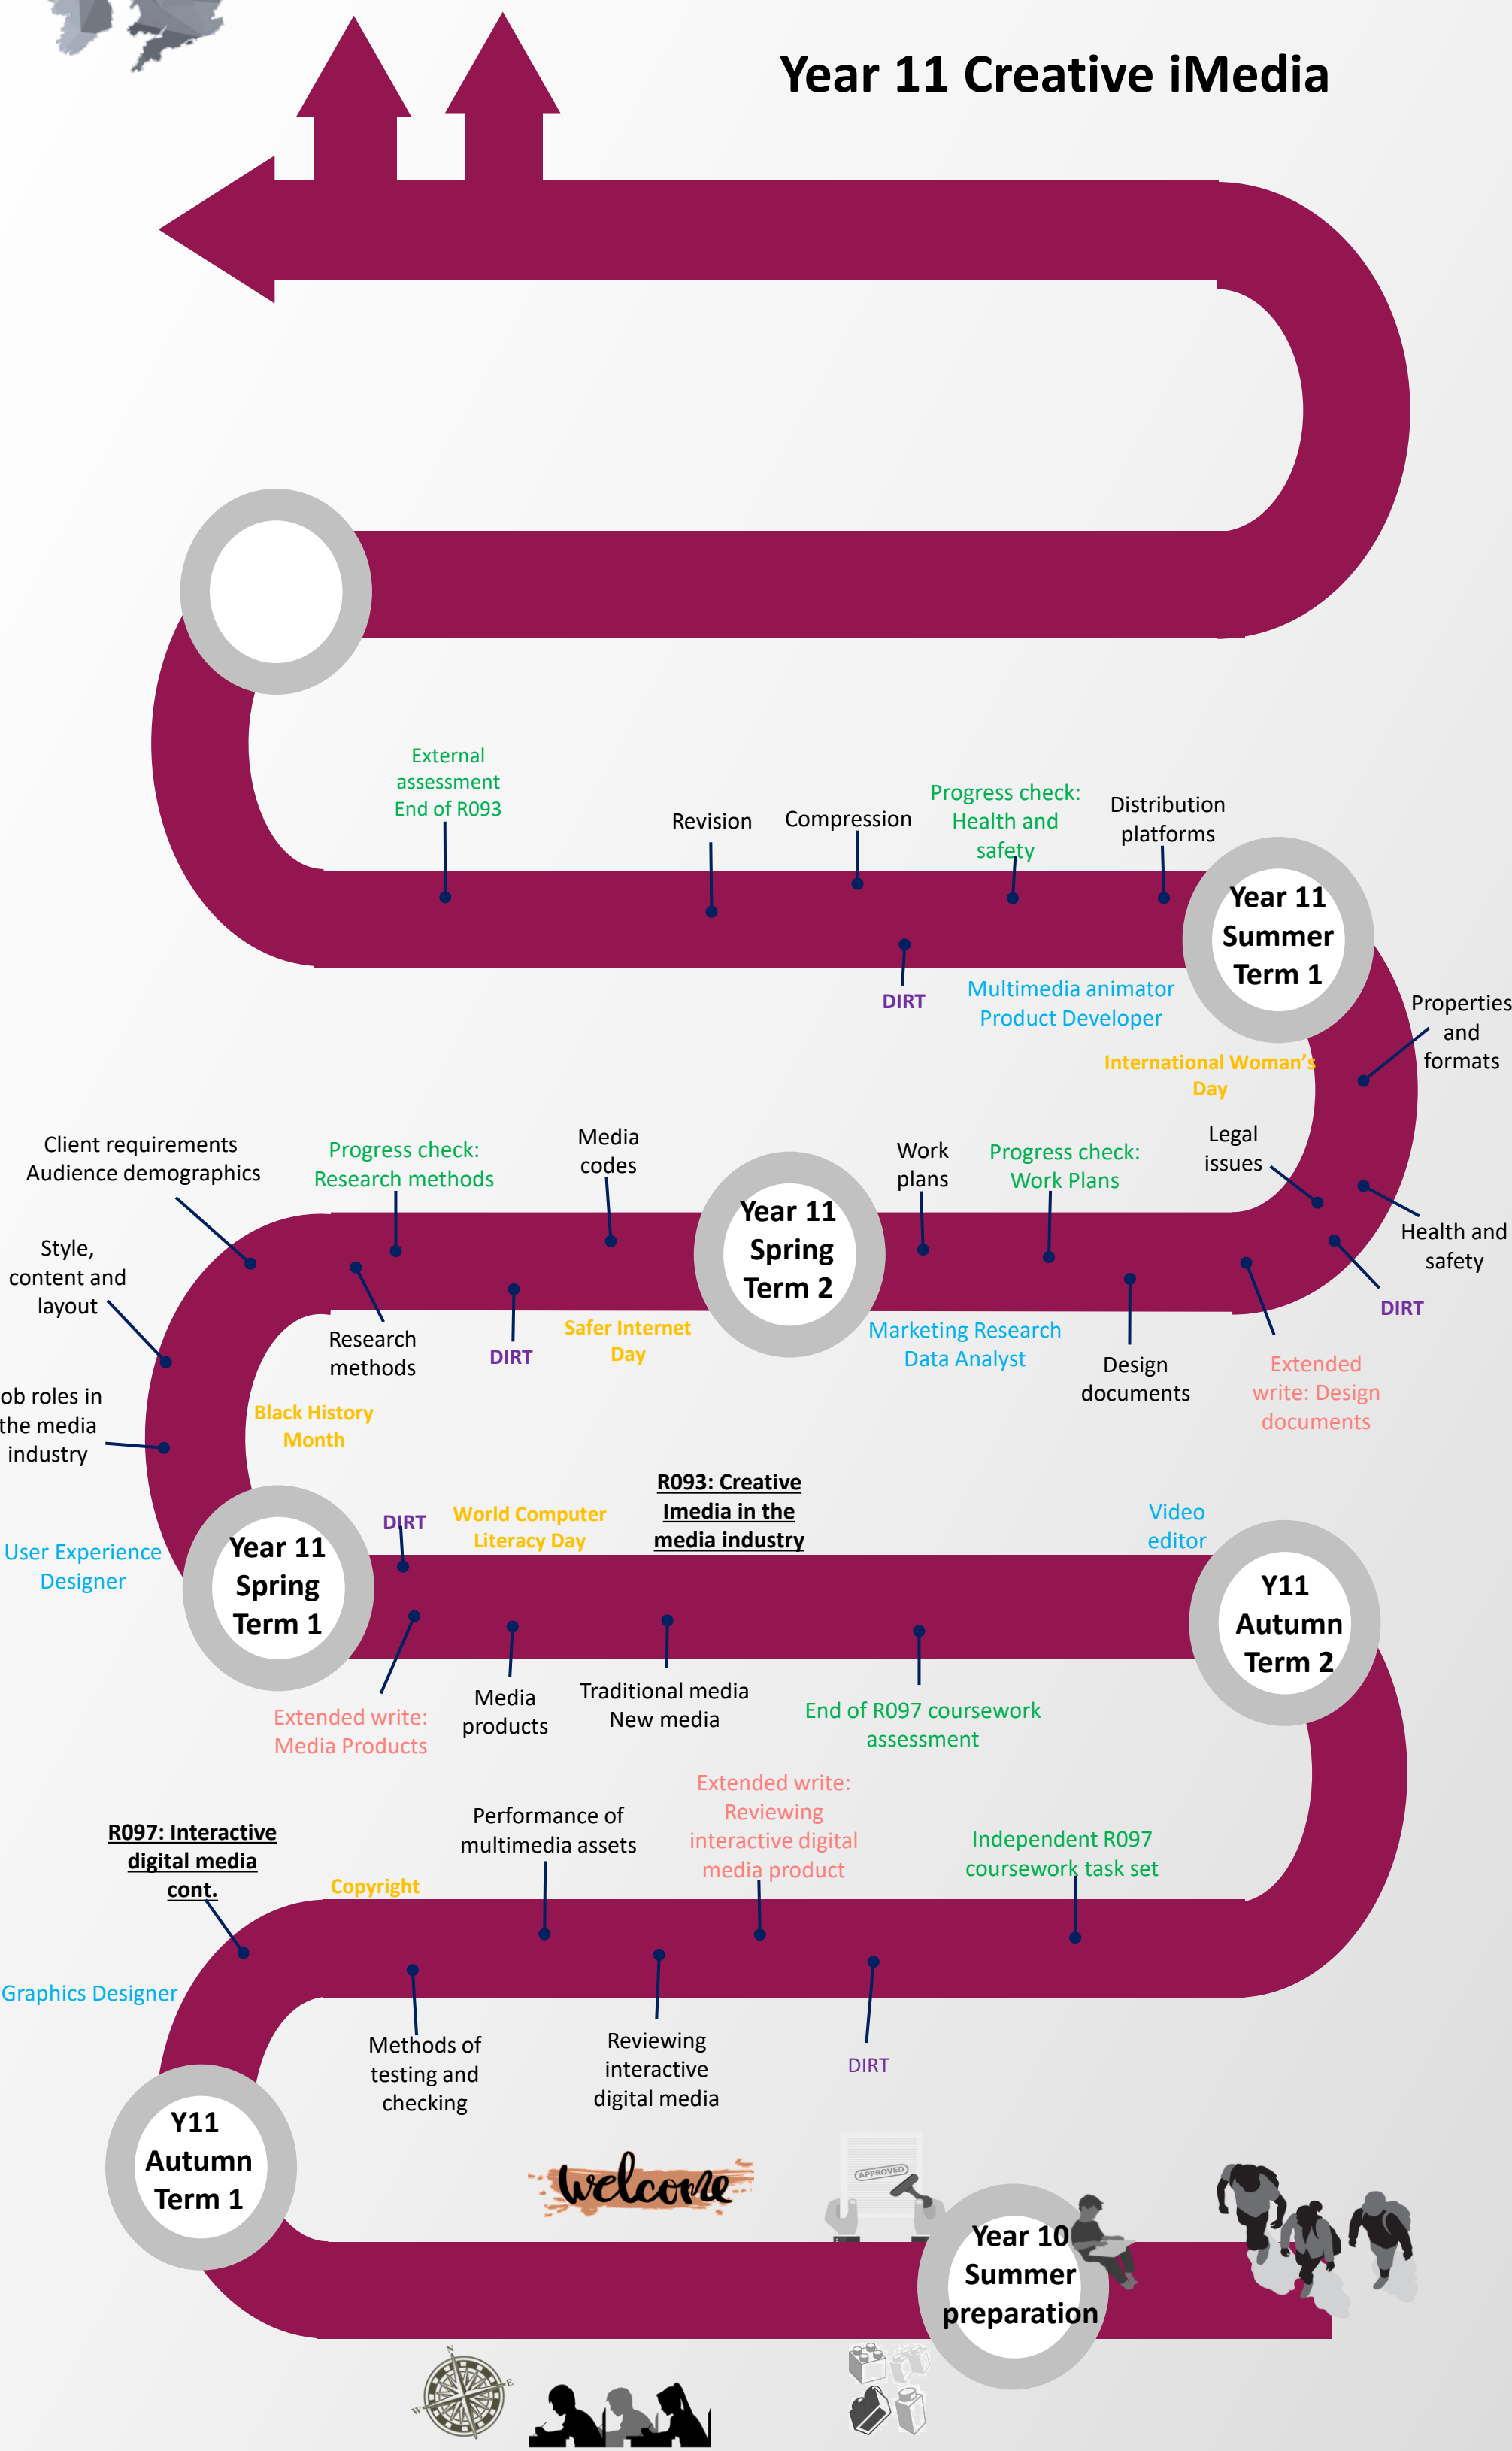 Year 11 Creative iMedia
External
assessment
End of R093
Revision
Compression
Progress check:
Health and
safety
Distribution
platforms
Year 11
Summer
Term 1
DIRT
Multimedia animator
Product Developer
Properties
and
formats
International Woman's
Day
Client requirements
Audience demographics
Progress check:
Research methods
Media
codes
Year 11
Spring
Term 2
Work
plans
Progress check:
Work Plans
Legal
issues
Health and
safety
DIRT
Style,
content and
layout
Research
methods
DIRT
Safer Internet
Day
Marketing Research
Data Analyst
Design
documents
Extended
write: Design
documents
ob roles in
the media
industry
Black History
Month
User Experience
Designer
Year 11
Spring
Term 1
DIRT
World Computer
Literacy Day
R093: Creative
Imedia in the
media industry
Video
editor
Y11
Autumn
Term 2
Extended write:
Media Products
Media
products
Traditional media
New media
End of R097 coursework
assessment
R097: Interactive
digital media
cont.
Copyright
Performance of
multimedia assets
Extended write:
Reviewing
interactive digital
media product
Independent R097
coursework task set
Graphics Designer
Methods of
testing and
checking
Reviewing
interactive
digital media
DIRT
Y11
Autumn
Term 1
welcome
APPROVED
Year 10
Summer
preparation
N
E
W